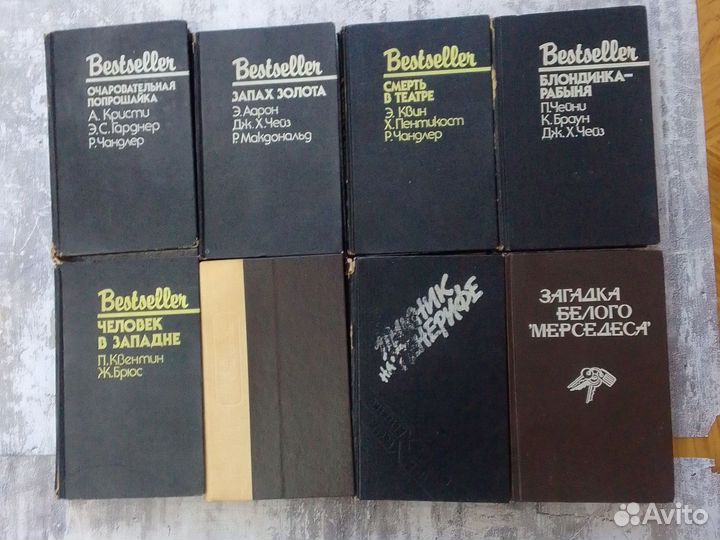 Bestseller
ОЧАРОВАТЕЛЬНАЯ
ПОПРОШАЙКА
А. Кристи
Э.С. Гарднер
Р. Чандлер
Bestseller
ЗАПАХ ЗОЛОТА
Э. Аарон
Дж. Х. Чейз
Р. Макдональд
Bestseller
СМЕРТЬ
В ТЕАТРЕ
Э. Квин
Х. Пентикост
Р. Чандлер
Bestseller
БЛОНДИНКА-
РАБЫНЯ
П. Чейни
К. Браун
Дж. Х. Чейз
Bestseller
ЧЕЛОВЕК
В ЗАПАДНЕ
П. Квентин
Ж. Брюс
НА
ЗАГАДКА
БЕЛОГО
'МЕРСЕДЕСА'
Avito